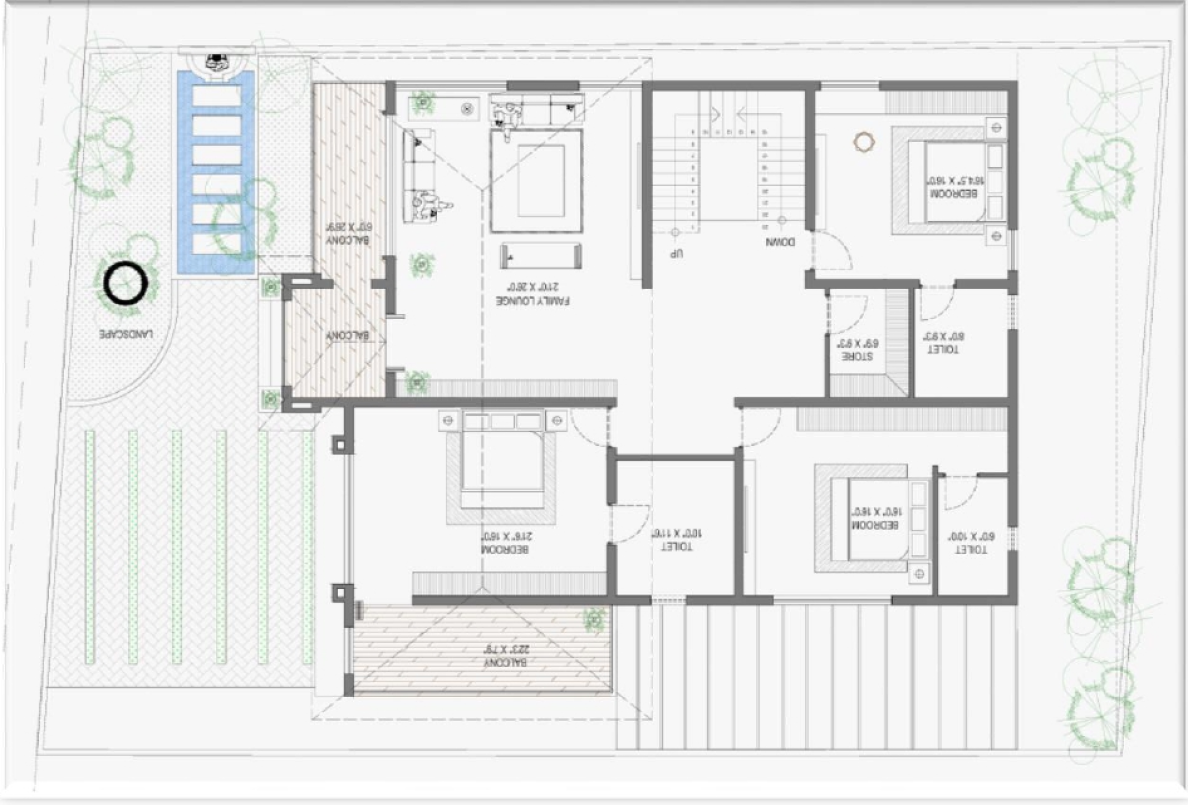 BALCONY
22'3" X 7'9"
TOILET
6'0" X 10'0"
BEDROOM
16'0" X 16'0"
TOILET
10'0" X 11'6"
BEDROOM
21'6" X 16'0"
TOILET
8'0" X 9'3"
STORE
6'9" X 9'3"
BALCONY
LANDSCAPE
FAMILY LOUNGE
21'0" X 26'0"
DOWN
UP
BALCONY
6'0" X 26'9"
BEDROOM
16'4.5" X 16'0"